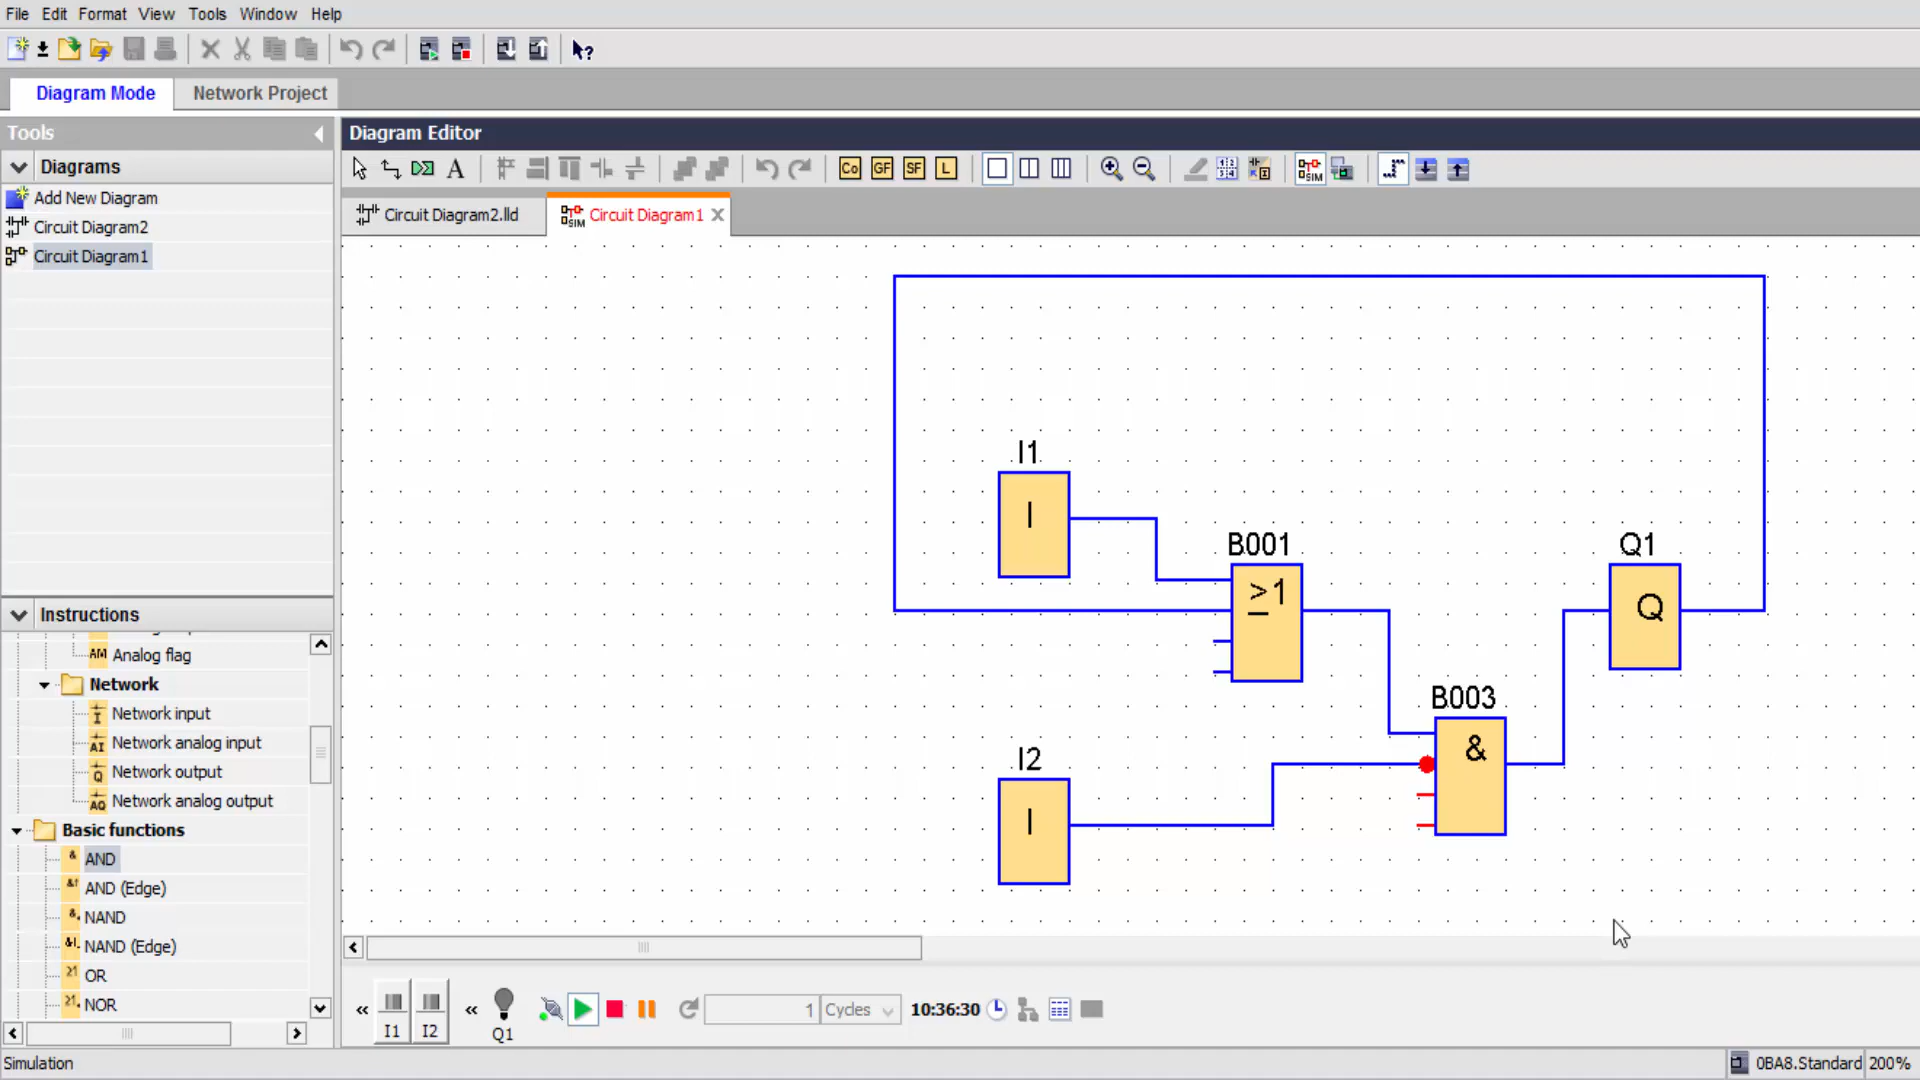 File Edit Format View Tools Window Help
Diagram Mode Network Project
Tools
Diagrams
Add New Diagram
Circuit Diagram2
Circuit Diagram1
Instructions
Analog flag
Network
Network input
Network analog input
Network output
Network analog output
Basic functions
AND
AND (Edge)
NAND
NAND (Edge)
OR
NOR
Diagram Editor
A Co GF SF L SIM
Circuit Diagram2.lld Circuit Diagram1
I1
I
B001
≥1
Q1
Q
B003
&
I2
I
I1 I2 Q1 1 Cycles 10:36:30
Simulation 0BA8.Standard 200%